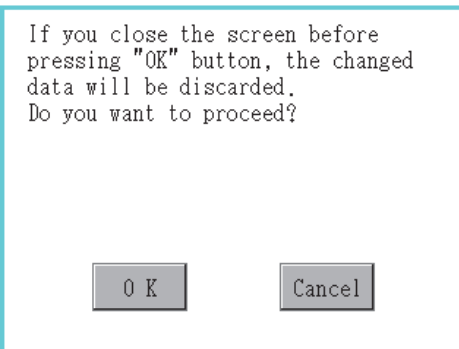 If you close the screen before
pressing "OK" button, the changed
data will be discarded.
Do you want to proceed?
O K
Cancel